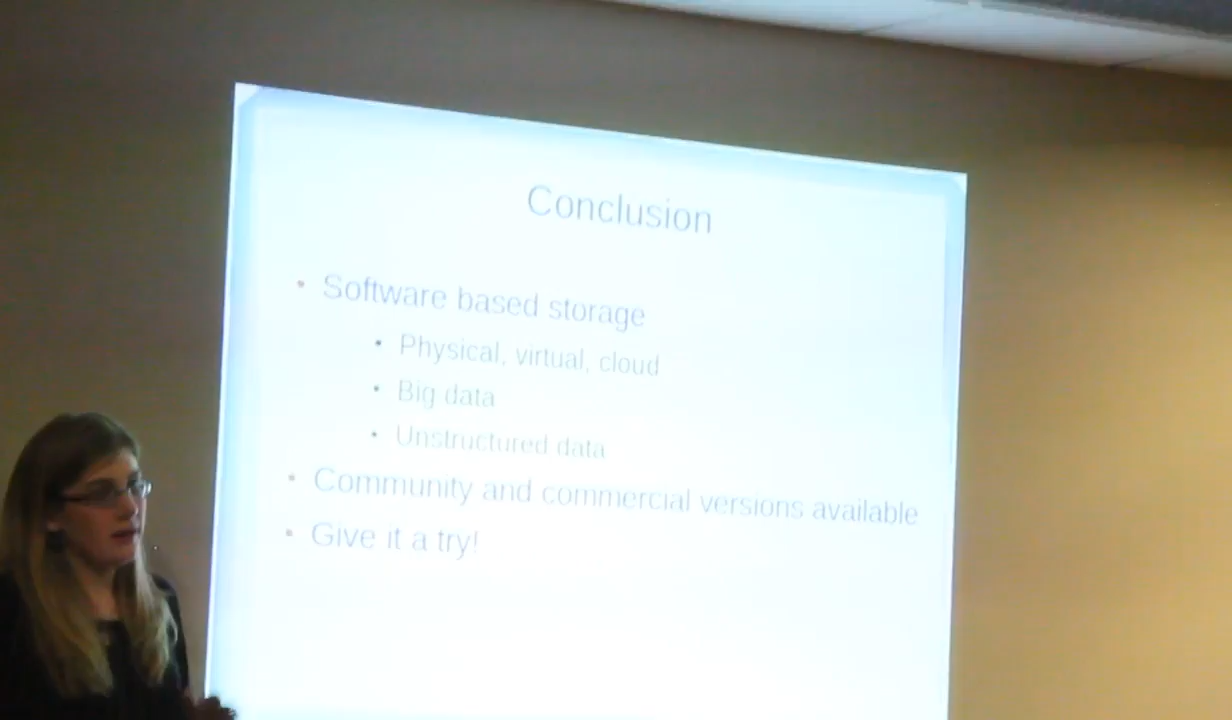 Conclusion
• Software based storage
• Physical, virtual, cloud
• Big data
• Unstructured data
• Community and commercial versions available
• Give it a try!